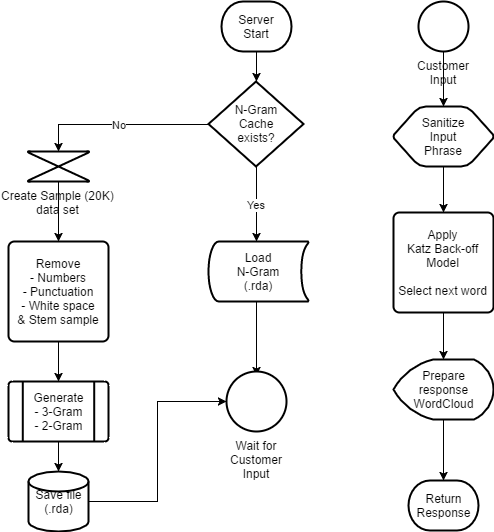 Server
Start
N-Gram
Cache
exists?
No
Yes
Create Sample (20K)
data set
Remove
- Numbers
- Punctuation
- White space
& Stem sample
Generate
- 3-Gram
- 2-Gram
Save file
(.rda)
Load
N-Gram
(.rda)
Wait for
Customer
Input
Customer
Input
Sanitize
Input
Phrase
Apply
Katz Back-off
Model
Select next word
Prepare
response
WordCloud
Return
Response